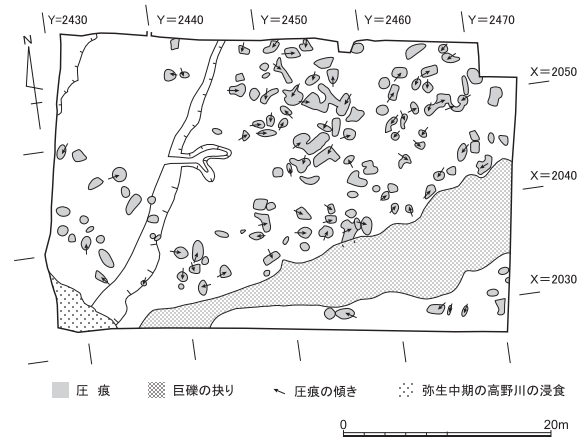 Y=2430 Y=2440 Y=2450 Y=2460 Y=2470
N
X=2050
X=2040
X=2030
圧 痕 巨礫の抉り 圧痕の傾き 弥生中期の高野川の浸食
0 20m